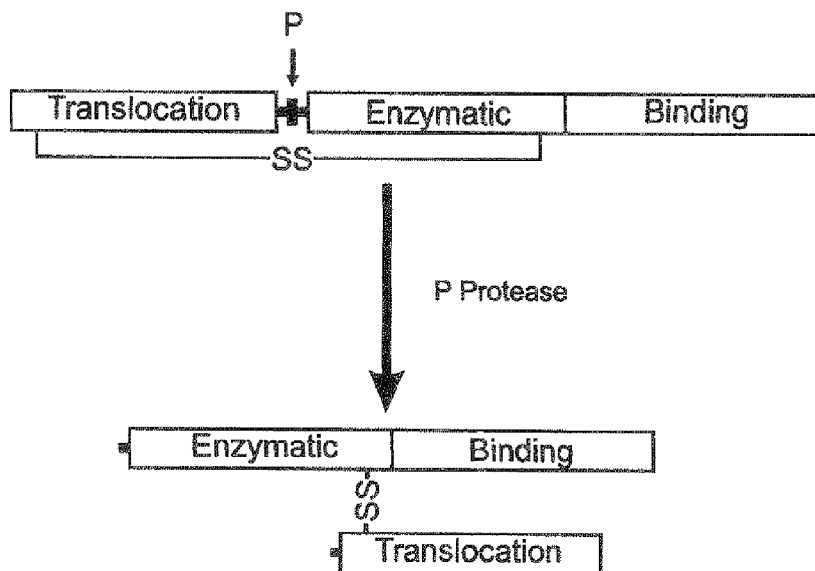 P
Translocation Enzymatic Binding
SS
P Protease
Enzymatic Binding
SS
Translocation